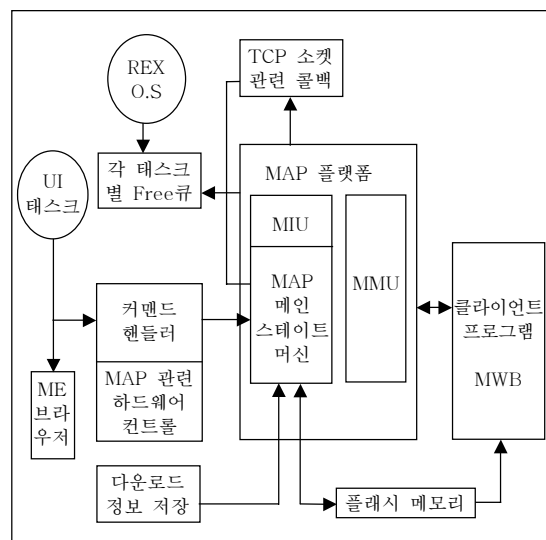 REX
O.S
TCP 소켓
관련 콜백
UI
태스크
각 태스크
별 Free큐
MAP 플랫폼
MIU
MAP
메인
스테이트
머신
MMU
커맨드
핸들러
MAP 관련
하드웨어
컨트롤
클라이언트
프로그램
MWB
ME
브라
우저
다운로드
정보 저장
플래시 메모리